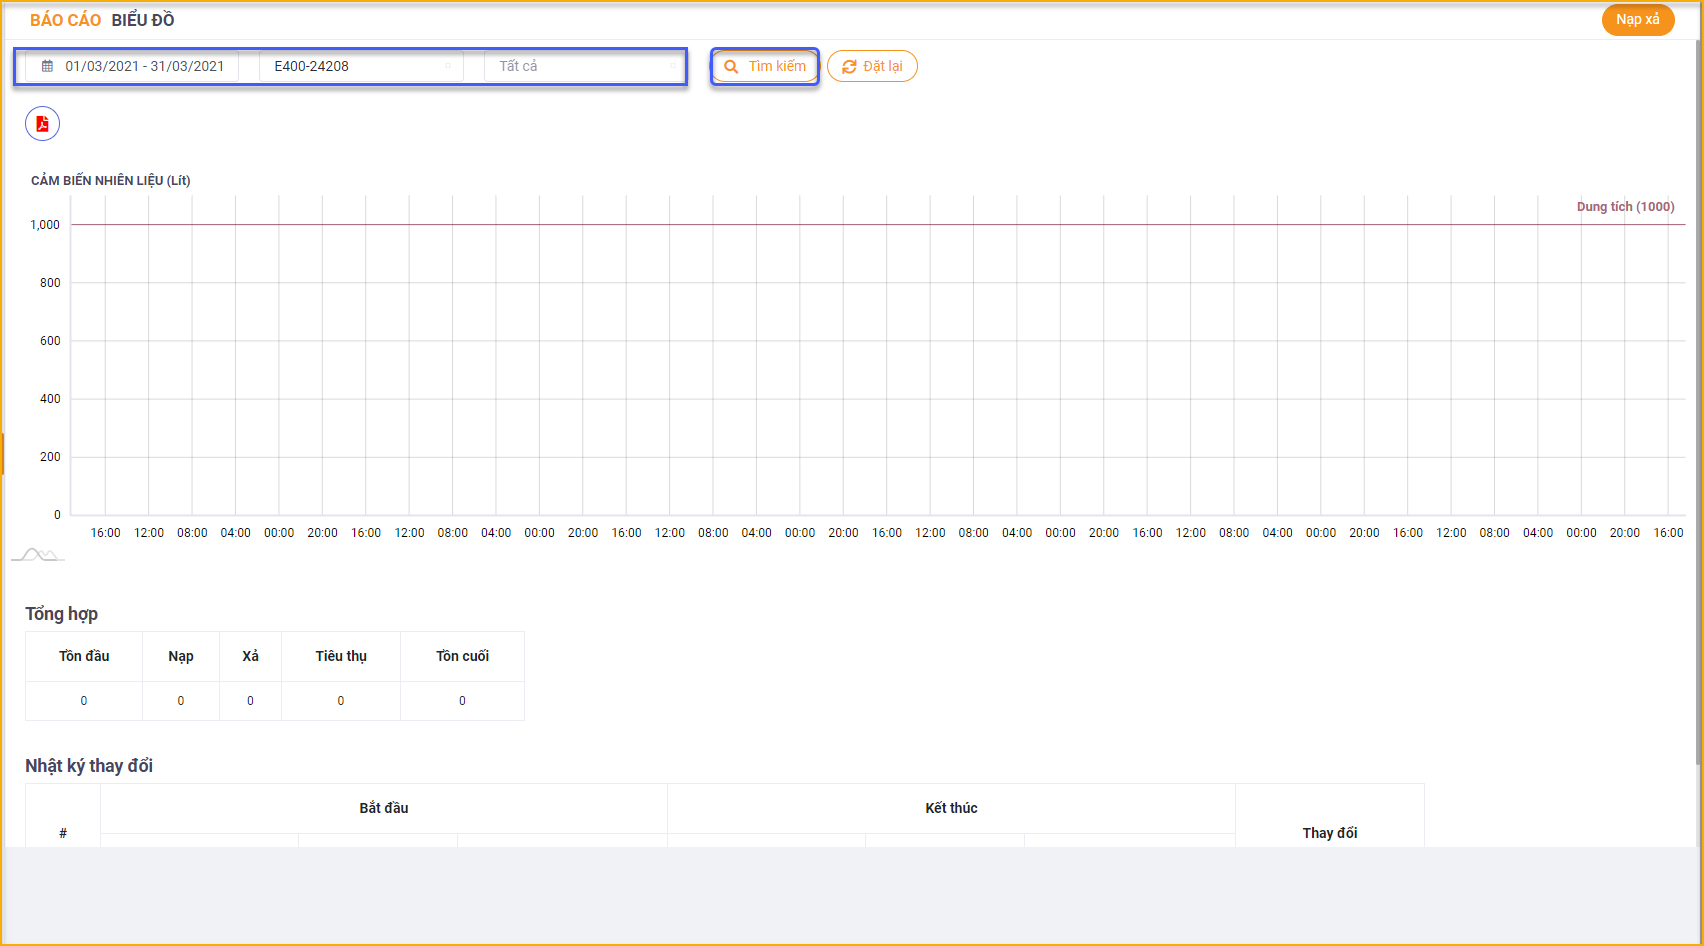 BÁO CÁO BIỂU ĐỒ
Nạp xả
01/03/2021 - 31/03/2021 E400-24208 Tất cả Tìm kiếm Đặt lại
CẢM BIẾN NHIÊN LIỆU (Lít)
Dung tích (1000)
1,000
800
600
400
200
0
16:00 12:00 08:00 04:00 00:00 20:00 16:00 12:00 08:00 04:00 00:00 20:00 16:00 12:00 08:00 04:00 00:00 20:00 16:00 12:00 08:00 04:00 00:00 20:00 16:00 12:00 08:00 04:00 00:00 20:00 16:00 12:00 08:00 04:00 00:00 20:00 16:00
Tổng hợp
Tồn đầu Nạp Xả Tiêu thụ Tồn cuối
0 0 0 0 0
Nhật ký thay đổi
# Bắt đầu Kết thúc Thay đổi